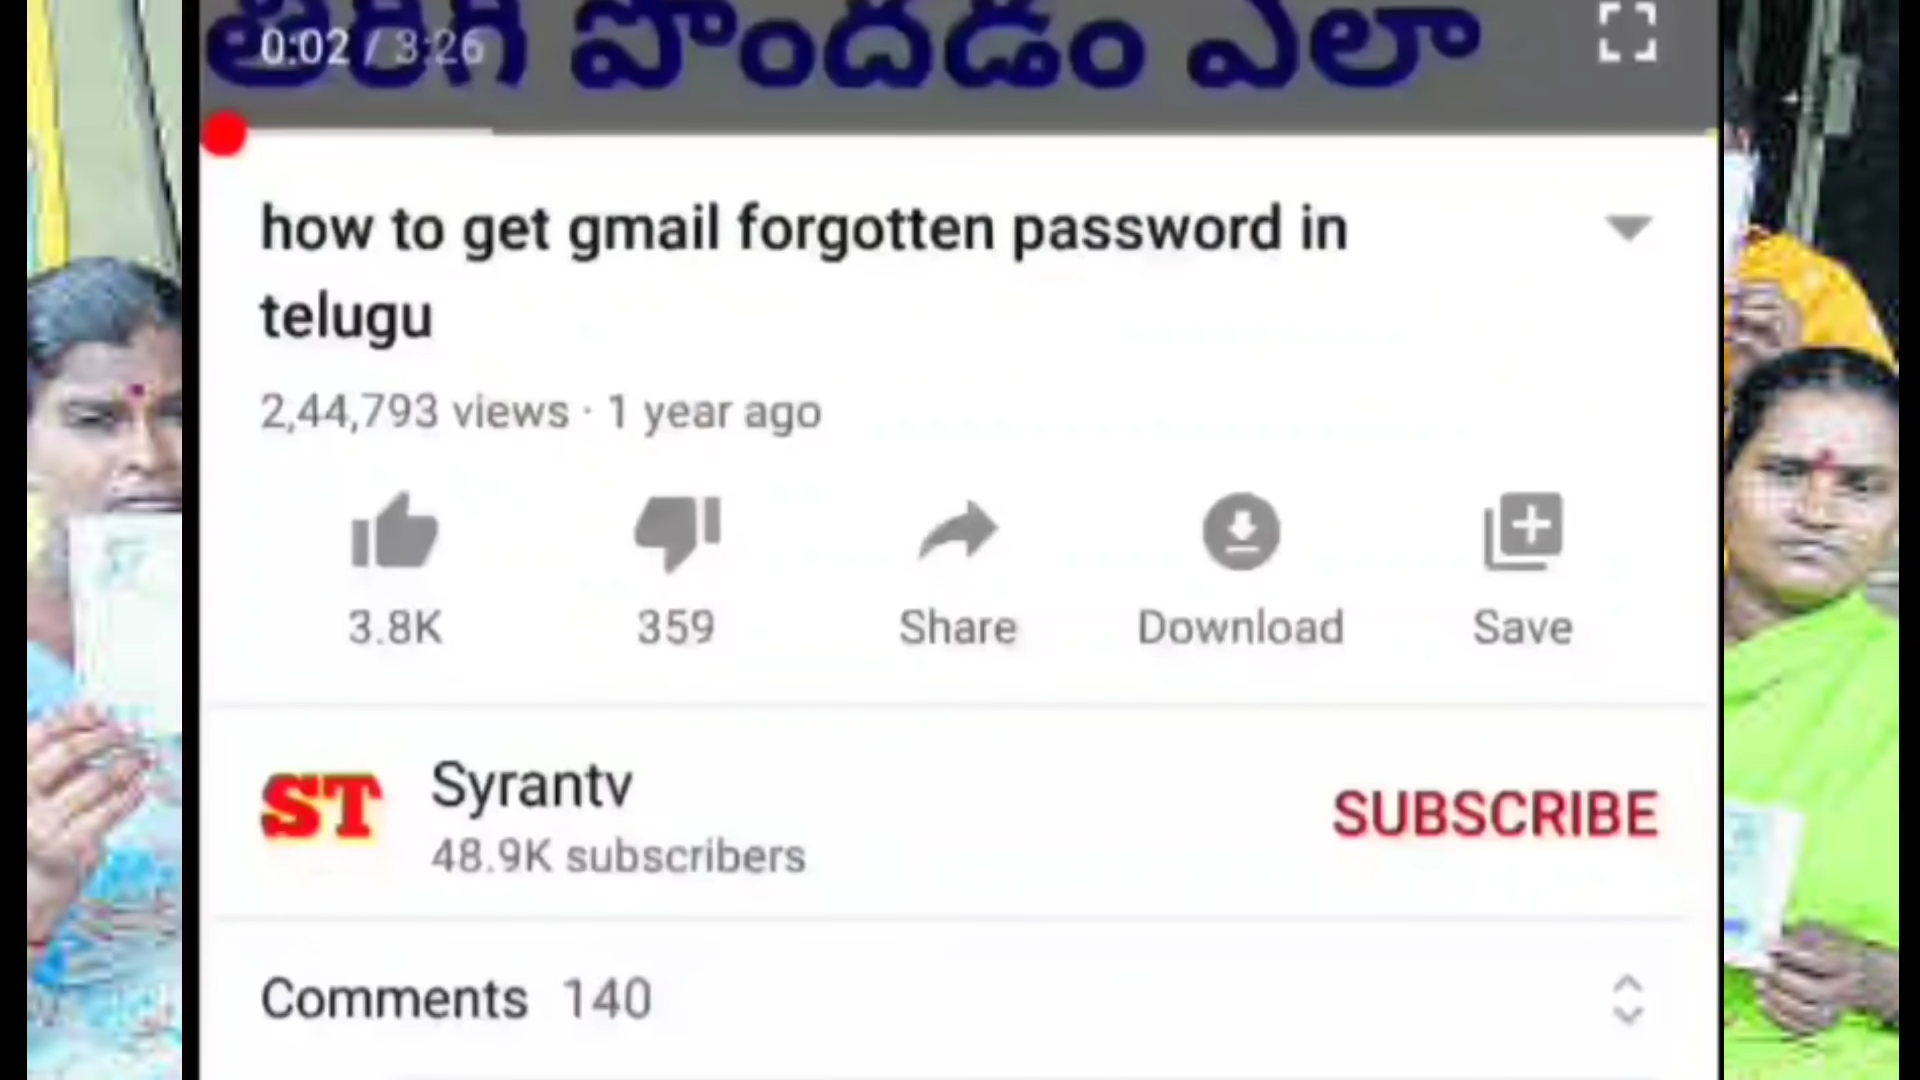 తిరిగి పొందడం ఎలా
0:02 / 3:26
how to get gmail forgotten password in
telugu
2,44,793 views · 1 year ago
3.8K 359 Share Download Save
ST
Syrantv
48.9K subscribers
SUBSCRIBE
Comments 140